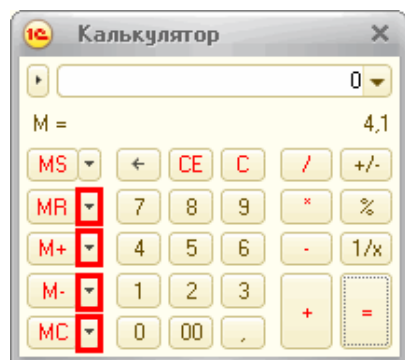 1С Калькулятор
0
M = 4,1
MS ← CE C / +/-
MR 7 8 9 * %
M+ 4 5 6 - 1/x
M- 1 2 3 + =
MC 0 00 ,